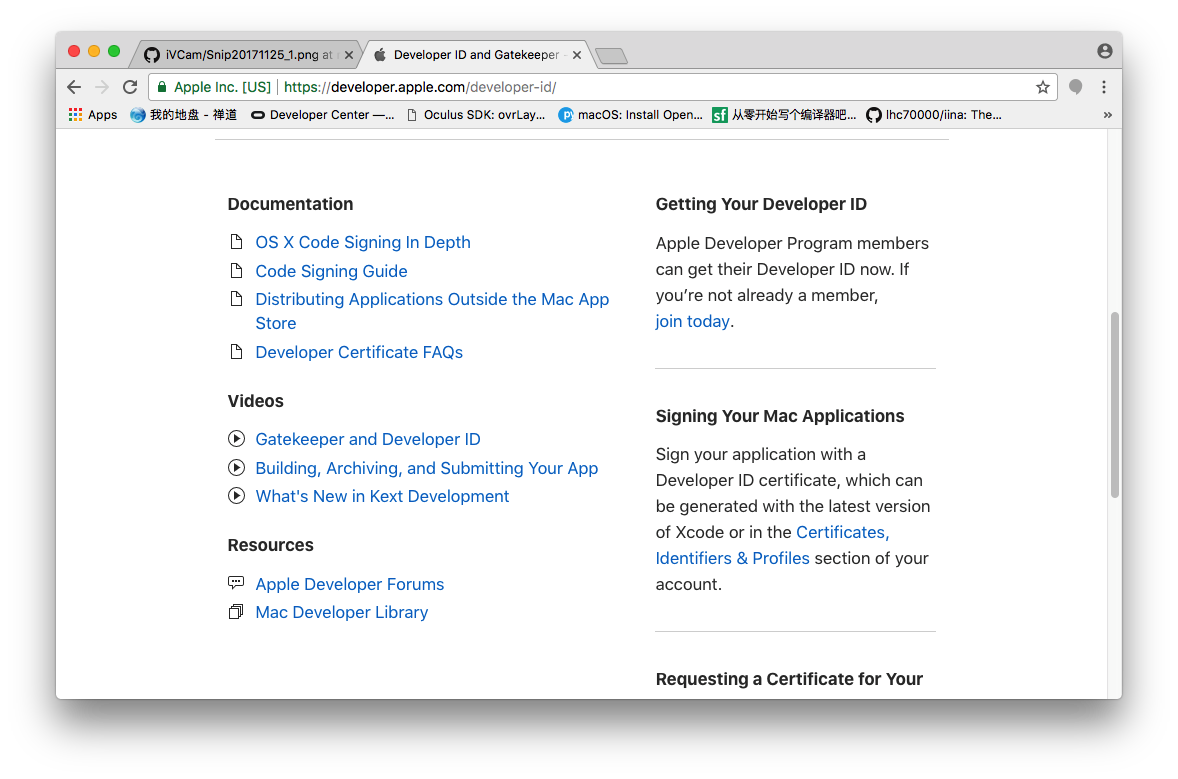 iVCam/Snip20171125_1.png at
Developer ID and Gatekeeper -
Apple Inc. [US]
https://developer.apple.com/developer-id/
Apps
我的地盘 - 禅道
Developer Center —...
Oculus SDK: ovrLay...
macOS: Install Open...
sf
从零开始写个编译器吧...
lhc70000/iina: The...
»
Documentation
OS X Code Signing In Depth
Code Signing Guide
Distributing Applications Outside the Mac App
Store
Developer Certificate FAQs
Videos
Gatekeeper and Developer ID
Building, Archiving, and Submitting Your App
What's New in Kext Development
Resources
Apple Developer Forums
Mac Developer Library
Getting Your Developer ID
Apple Developer Program members
can get their Developer ID now. If
you’re not already a member,
join today.
Signing Your Mac Applications
Sign your application with a
Developer ID certificate, which can
be generated with the latest version
of Xcode or in the Certificates,
Identifiers & Profiles section of your
account.
Requesting a Certificate for Your